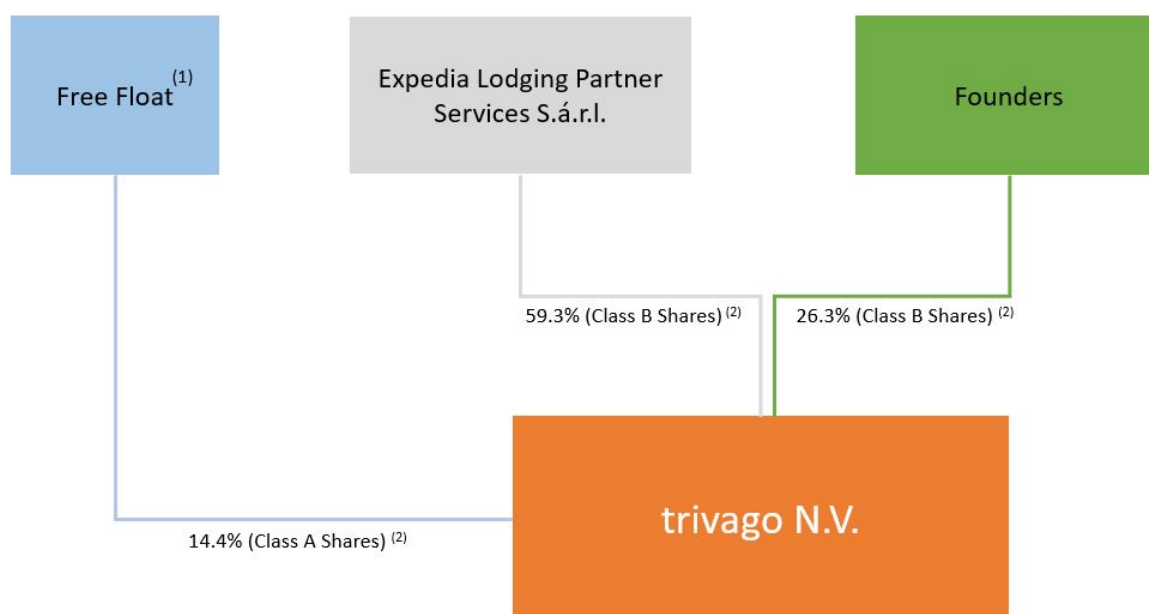 Free Float (1)
Expedia Lodging Partner
Services S.á.r.l.
Founders
59.3% (Class B Shares) (2)
26.3% (Class B Shares) (2)
14.4% (Class A Shares) (2)
trivago N.V.